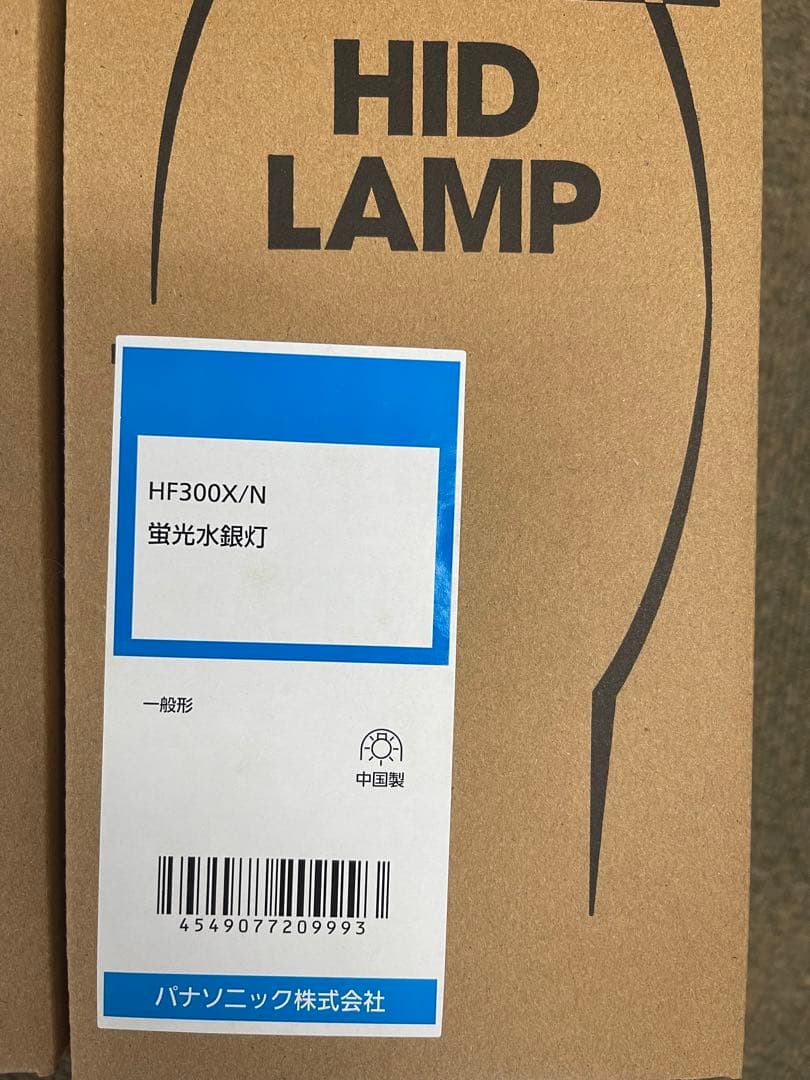 HID
LAMP
HF300X/N
蛍光水銀灯
一般形
中国製
4549077209993
パナソニック株式会社